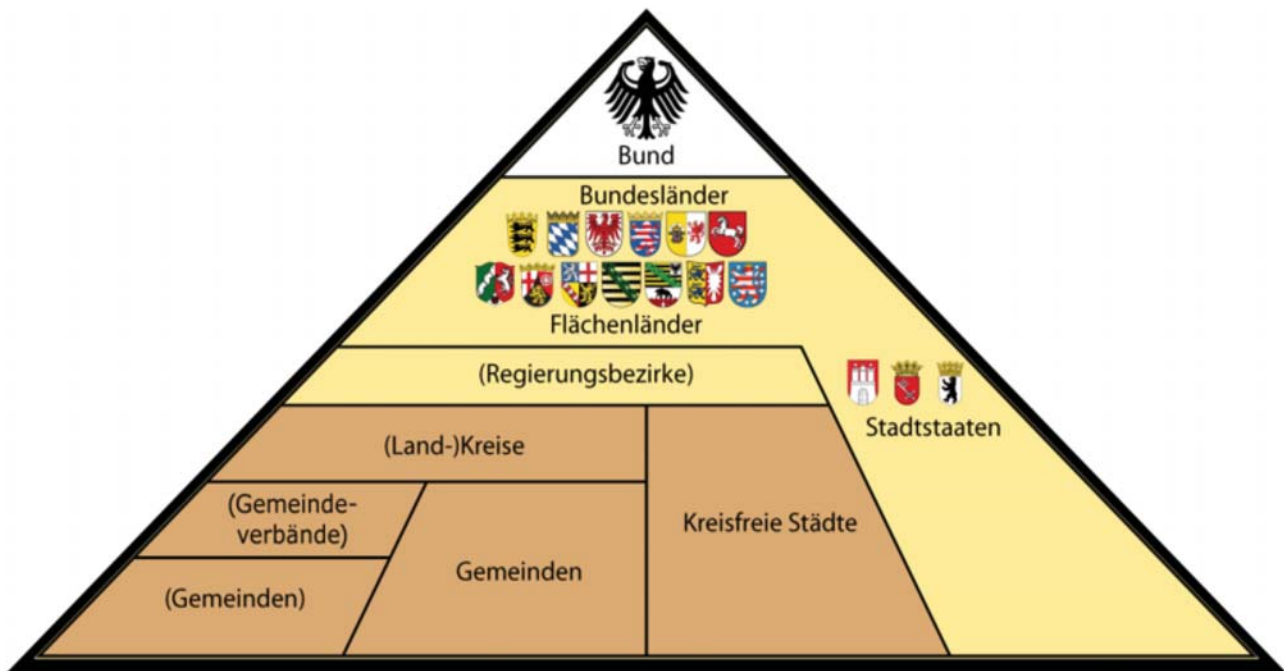 Bund
Bundesländer
Flächenländer
(Regierungsbezirke)
Stadtstaaten
(Land-)Kreise
(Gemeinde-
verbände)
Kreisfreie Städte
Gemeinden
(Gemeinden)